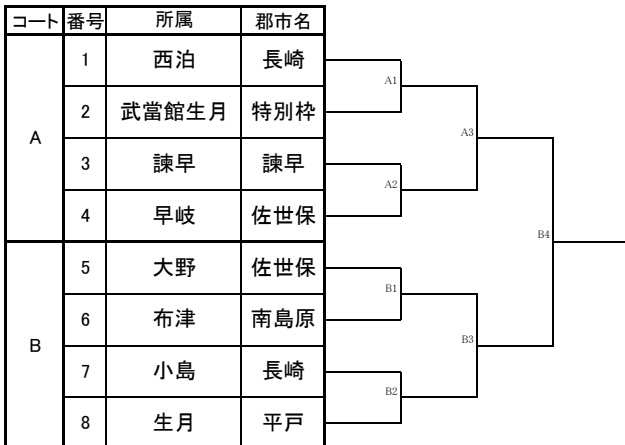 コート 番号 所属 郡市名
A
1 西泊 長崎
A1
2 武當館生月 特別枠
A3
3 諫早 諫早
A2
4 早岐 佐世保
B4
B
5 大野 佐世保
B1
6 布津 南島原
B3
7 小島 長崎
B2
8 生月 平戸